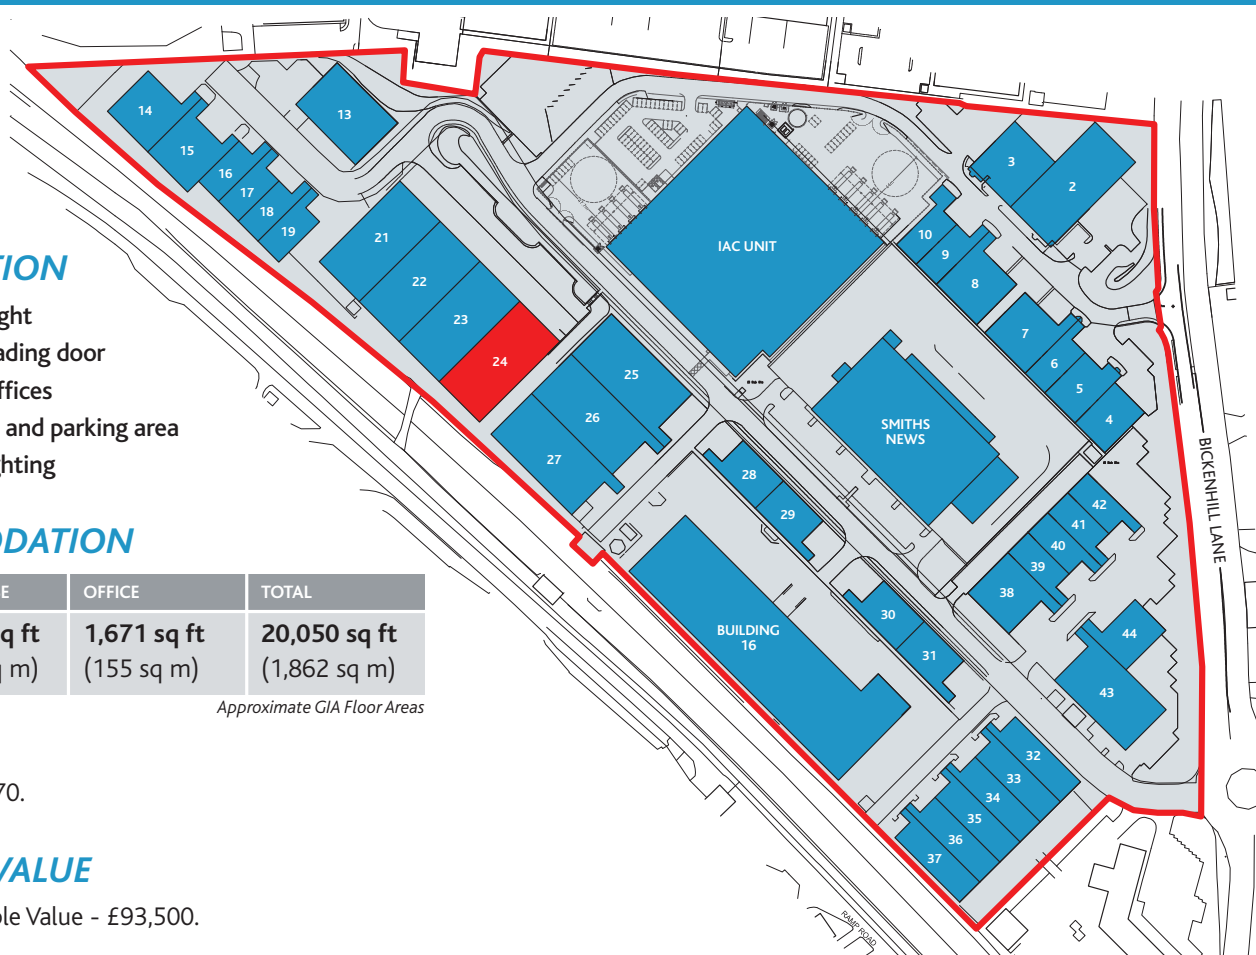 TION
ght
ading door
ffices
and parking area
ghting
ODATION
E OFFICE TOTAL
q ft 1,671 sq ft 20,050 sq ft
q m) (155 sq m) (1,862 sq m)
Approximate GIA Floor Areas
70.
VALUE
ble Value - £93,500.
13
14
15
16
17
18
19
21
22
23
24
25
26
27
IAC UNIT
3
2
10
9
8
7
6
5
4
SMITHS
NEWS
28
29
42
41
40
39
38
BUILDING
16
30
31
44
43
32
33
34
35
36
37
BICKENHILL LANE
RAMP ROAD